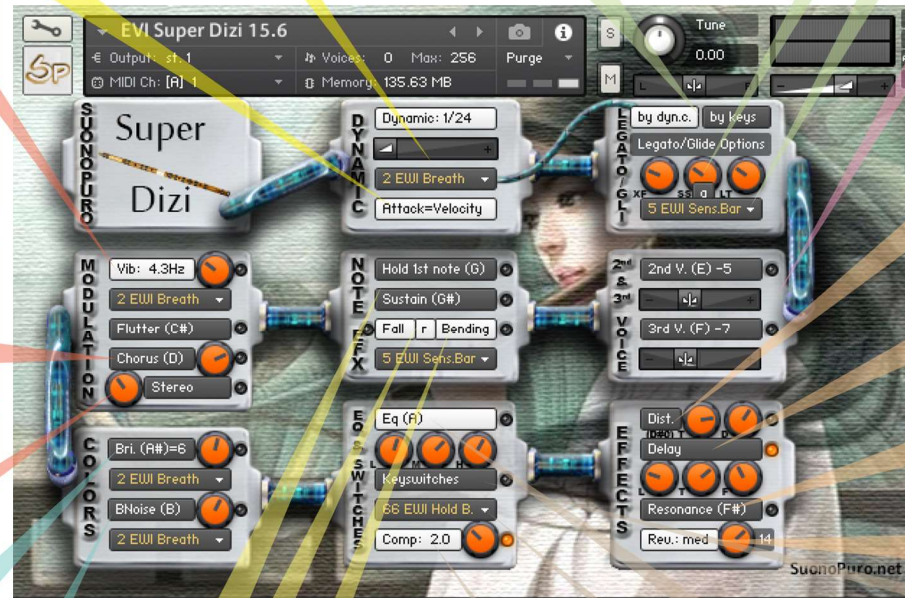 EVI Super Dizi 15.6
S
Tune
0.00
Output: st.1
Voices: 0 Max: 256
Purge
MIDI Ch: [A] 1
Memory: 135.63 MB
M
L
Sp
SUONOPURO
Super
Dizi
DYNAMIC
Dynamic: 1/24
2 EWI Breath
Attack=Velocity
LEGATO/GLI
by dyn.c.
by keys
Legato/Glide Options
XF SS a LT
5 EWI Sens.Bar
MODULATION
Vib: 4.3Hz
2 EWI Breath
Flutter (C#)
Chorus (D)
Stereo
NOTE FFX
Hold 1st note (G)
Sustain (G#)
Fall r Bending
5 EWI Sens.Bar
2nd & 3rd VOICE
2nd V. (E) -5
3rd V. (F) -7
COLORS
Bri. (A#)=6
2 EWI Breath
BNoise (B)
2 EWI Breath
EQ & SWITCHES
Eq (A)
L M H
Keyswitches
66 EWI Hold B.
Comp: 2.0
EFFECTS
Dist.
(D#D) T D
Delay
L T F
Resonance (F#)
Rev.: med 14
SuonoPuro.net